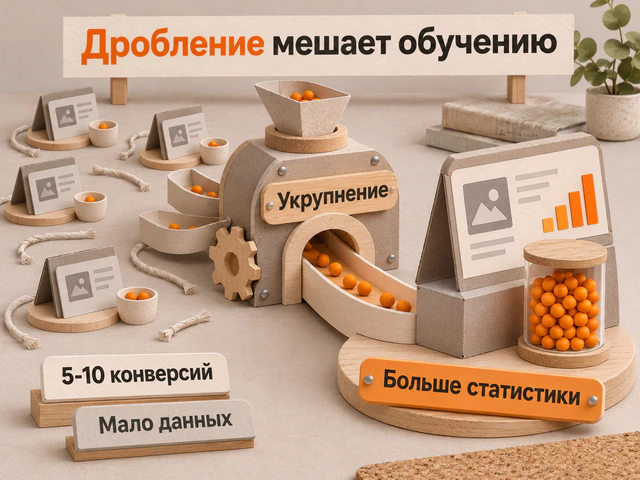 Дробление мешает обучению
Укрупнение
5-10 конверсий
Мало данных
Больше статистики